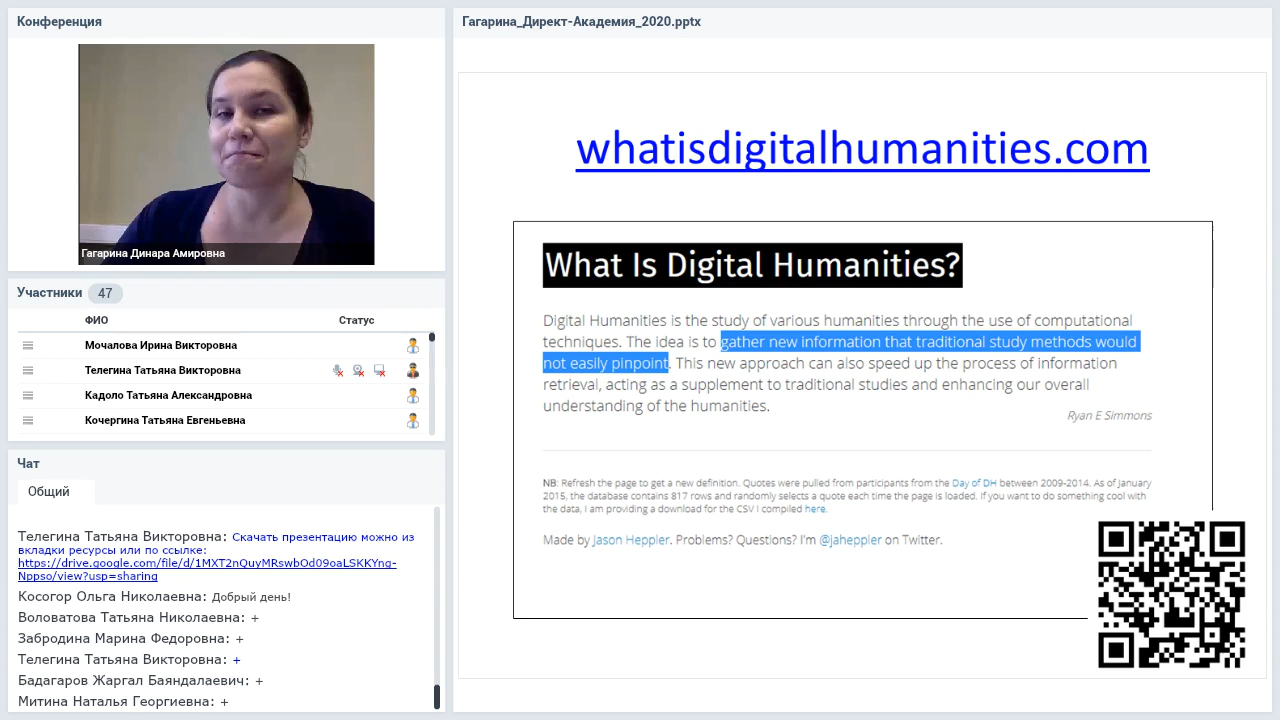 Конференция
Гагарина Динара Амировна
Участники 47
ФИО Статус
Мочалова Ирина Викторовна
Телегина Татьяна Викторовна
Кадоло Татьяна Александровна
Кочергина Татьяна Евгеньевна
Чат
Общий
Телегина Татьяна Викторовна: Скачать презентацию можно из
вкладки ресурсы или по ссылке:
https://drive.google.com/file/d/1MXT2nQuyMRswbOd09oaLSKKYng-
Nppso/view?usp=sharing
Косогор Ольга Николаевна: Добрый день!
Воловатова Татьяна Николаевна: +
Забродина Марина Федоровна: +
Телегина Татьяна Викторовна: +
Бадагаров Жаргал Баяндалаевич: +
Митина Наталья Георгиевна: +
Гагарина_Директ-Академия_2020.pptx
whatisdigitalhumanities.com
What Is Digital Humanities?
Digital Humanities is the study of various humanities through the use of computational
techniques. The idea is to gather new information that traditional study methods would
not easily pinpoint. This new approach can also speed up the process of information
retrieval, acting as a supplement to traditional studies and enhancing our overall
understanding of the humanities.
Ryan E Simmons
NB: Refresh the page to get a new definition. Quotes were pulled from participants from the Day of DH between 2009-2014. As of January
2015, the database contains 817 rows and randomly selects a quote each time the page is loaded. If you want to do something cool with
the data, I am providing a download for the CSV I compiled here.
Made by Jason Heppler. Problems? Questions? I'm @jaheppler on Twitter.